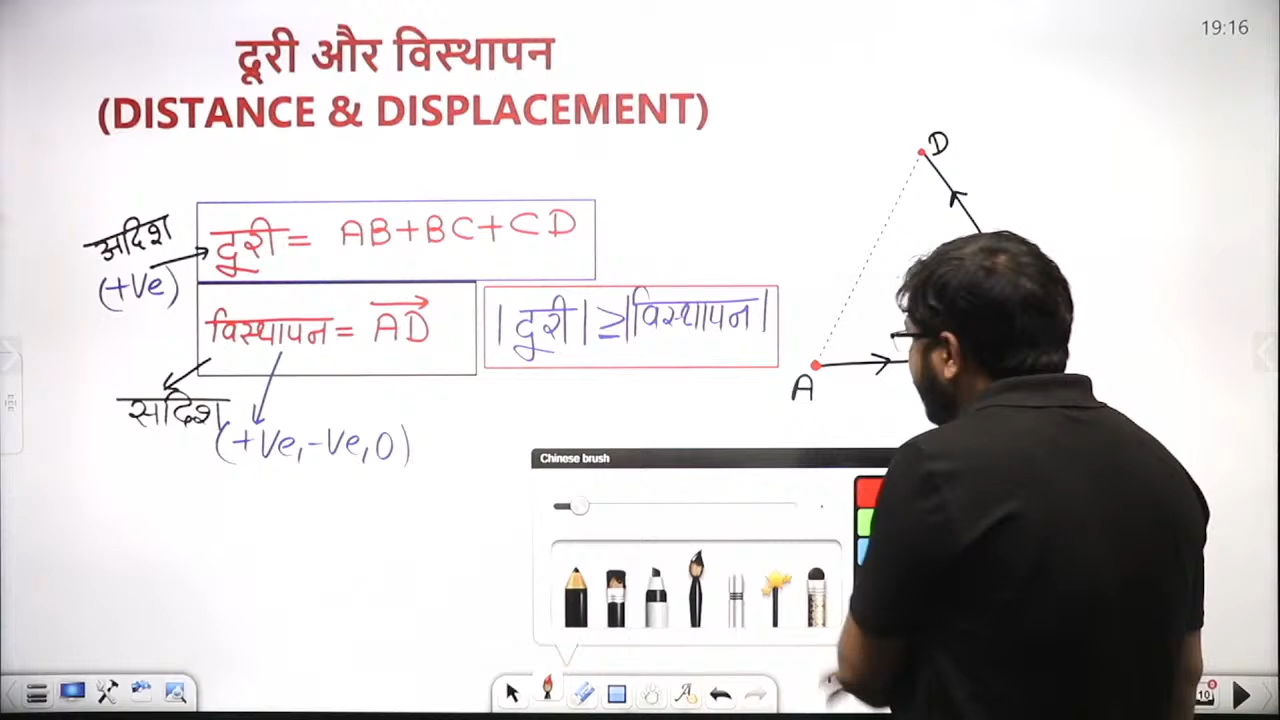 19:16
दूरी और विस्थापन
(DISTANCE & DISPLACEMENT)
D
अदिश
(+Ve)
दूरी = AB+BC+CD
विस्थापन = AD
|दूरी| ≥ |विस्थापन|
A
सदिश
(+Ve, -Ve, 0)
Chinese brush
10